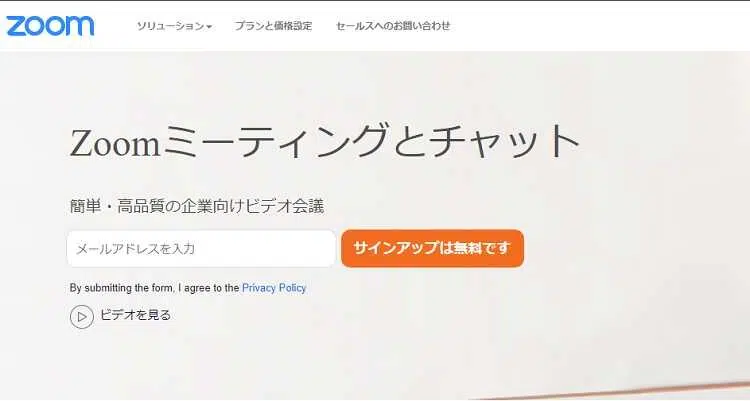 zoom
ソリューション プランと価格設定 セールスへのお問い合わせ
Zoomミーティングとチャット
簡単・高品質の企業向けビデオ会議
メールアドレスを入力 サインアップは無料です
By submitting the form, I agree to the Privacy Policy
ビデオを見る